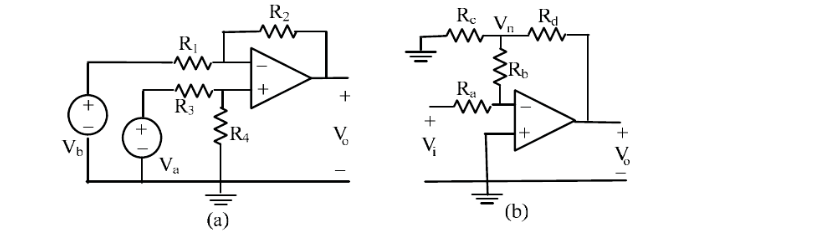 R2
R1
−
+
R3
R4
+
−
Vb
+
−
Va
+
Vo
−
(a)
Rc
Vn
Rd
Rb
Ra
−
+
+
Vi
+
Vo
−
(b)